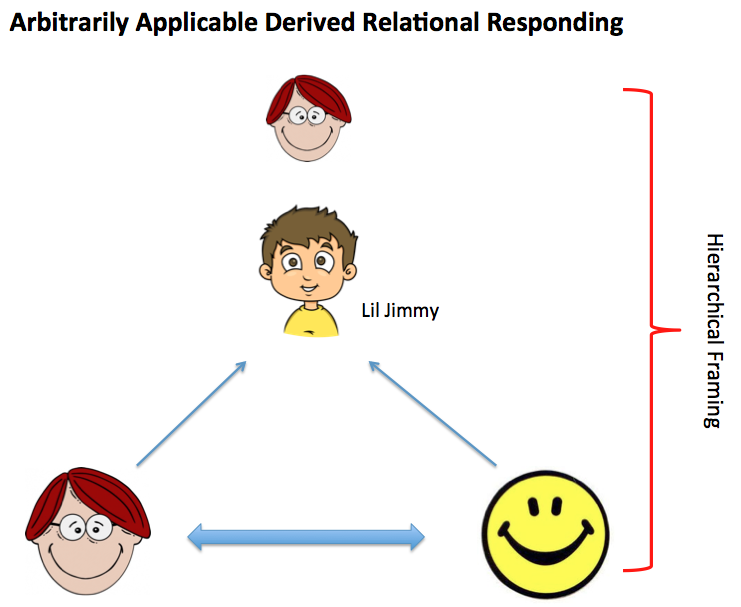 Arbitrarily Applicable Derived Relational Responding
Lil Jimmy
Hierarchical Framing